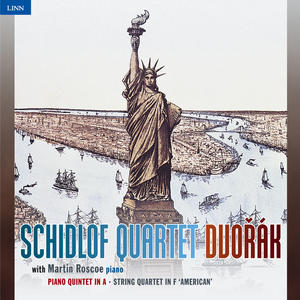 LINN
SCHIDLOF QUARTET DVOŘÁK
with Martin Roscoe piano
PIANO QUINTET IN A • STRING QUARTET IN F 'AMERICAN'